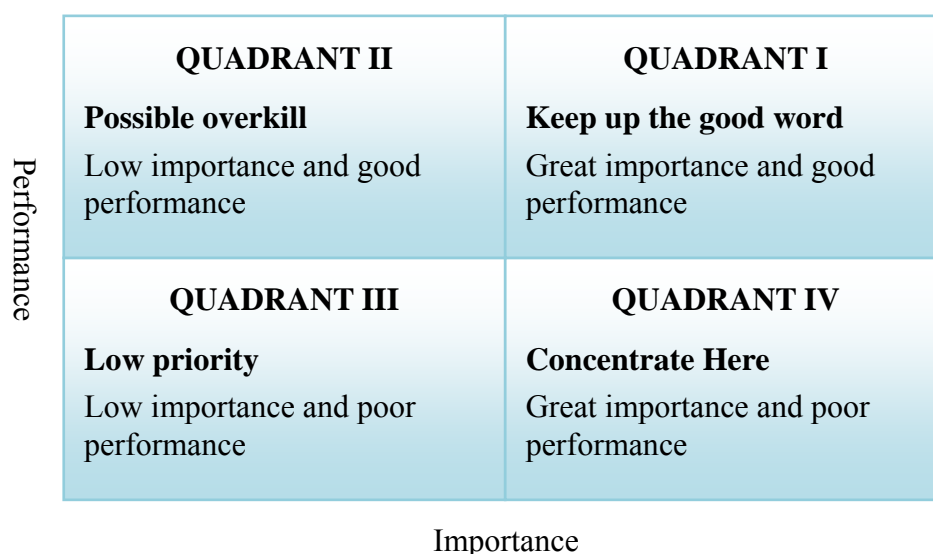 QUADRANT II
Possible overkill
Low importance and good
performance
QUADRANT I
Keep up the good word
Great importance and good
performance
Performance
QUADRANT III
Low priority
Low importance and poor
performance
QUADRANT IV
Concentrate Here
Great importance and poor
performance
Importance